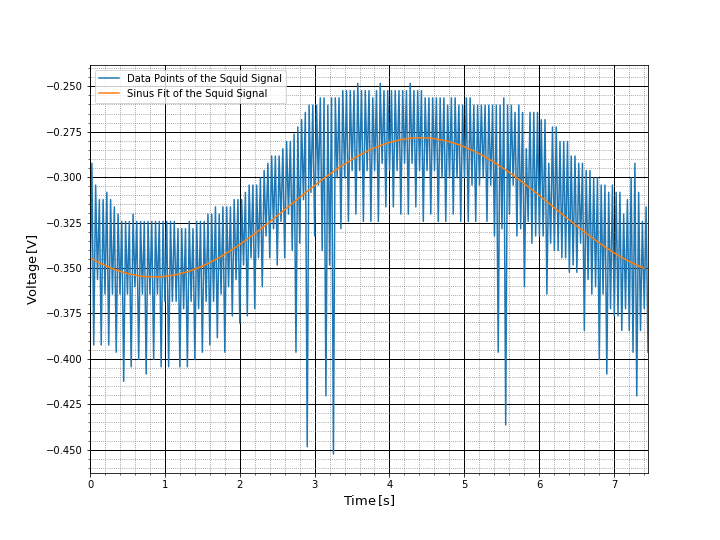 −0.250
−0.275
−0.300
−0.325
−0.350
−0.375
−0.400
−0.425
−0.450
Voltage [V]
Data Points of the Squid Signal
Sinus Fit of the Squid Signal
0 1 2 3 4 5 6 7
Time [s]